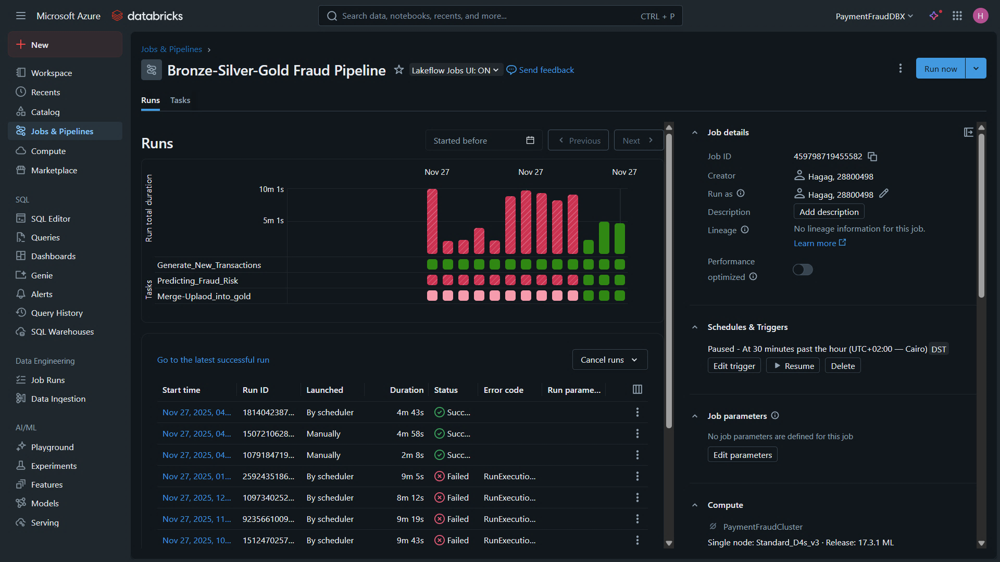 Microsoft Azure databricks
Search data, notebooks, recents, and more... CTRL + P
PaymentFraudDBX H
New
Workspace
Recents
Catalog
Jobs & Pipelines
Compute
Marketplace
SQL
SQL Editor
Queries
Dashboards
Genie
Alerts
Query History
SQL Warehouses
Data Engineering
Job Runs
Data Ingestion
AI/ML
Playground
Experiments
Features
Models
Serving
Jobs & Pipelines
Bronze-Silver-Gold Fraud Pipeline Lakeflow Jobs UI: ON Send feedback Run now
Runs Tasks
Runs Started before Previous Next
Nov 27 Nov 27 Nov 27
Run total duration
10m 1s
5m 1s
Tasks
Generate_New_Transactions
Predicting_Fraud_Risk
Merge-Uplaod_into_gold
Go to the latest successful run Cancel runs
Start time Run ID Launched Duration Status Error code Run parame...
Nov 27, 2025, 04... 1814042387... By scheduler 4m 43s Succ...
Nov 27, 2025, 04... 1507210628... Manually 4m 58s Succ...
Nov 27, 2025, 04... 1079184719... Manually 2m 8s Succ...
Nov 27, 2025, 01... 2592435186... By scheduler 9m 5s Failed RunExecutio...
Nov 27, 2025, 12... 1097340252... By scheduler 8m 12s Failed RunExecutio...
Nov 27, 2025, 11... 9235661009... By scheduler 9m 19s Failed RunExecutio...
Nov 27, 2025, 10... 1512470257... By scheduler 9m 43s Failed RunExecutio...
Job details
Job ID 459798719455582
Creator Hagag, 28800498
Run as Hagag, 28800498
Description Add description
Lineage No lineage information for this job.
Learn more
Performance
optimized
Schedules & Triggers
Paused - At 30 minutes past the hour (UTC+02:00 — Cairo) DST
Edit trigger Resume Delete
Job parameters
No job parameters are defined for this job
Edit parameters
Compute
PaymentFraudCluster
Single node: Standard_D4s_v3 · Release: 17.3.1 ML